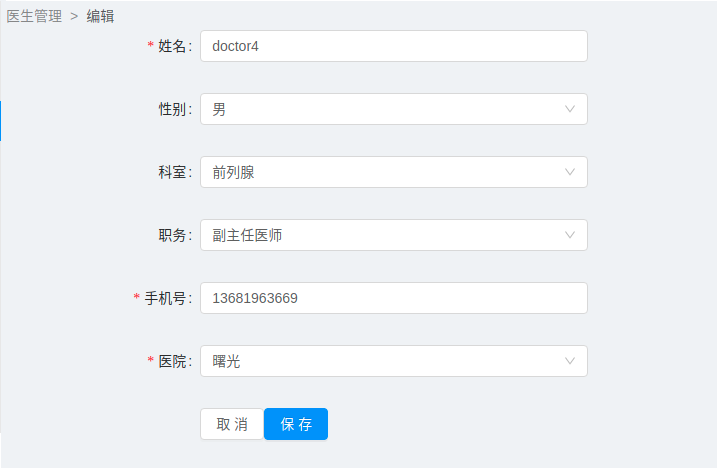 医生管理 > 编辑
* 姓名: doctor4
性别: 男
科室: 前列腺
职务: 副主任医师
* 手机号: 13681963669
* 医院: 曙光
取 消 保 存